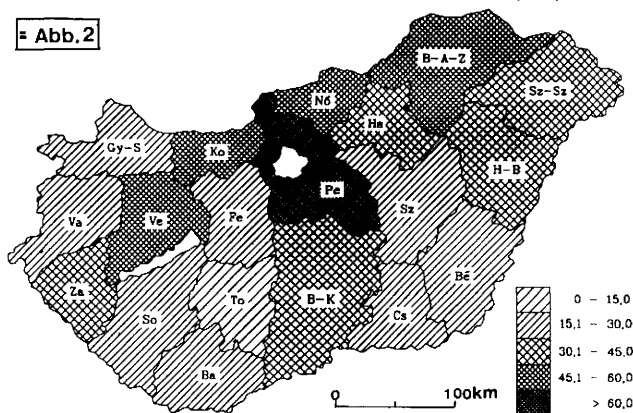 = Abb.2
B-A-Z
Sz-Sz
Nó
He
Ko
Gy-S
H-B
Pe
Va
Ve
Fe
Sz
Bé
Za
B-K
So
To
Cs
Ba
0 - 15,0
15,1 - 30,0
30,1 - 45,0
45,1 - 60,0
> 60,0
0 100km